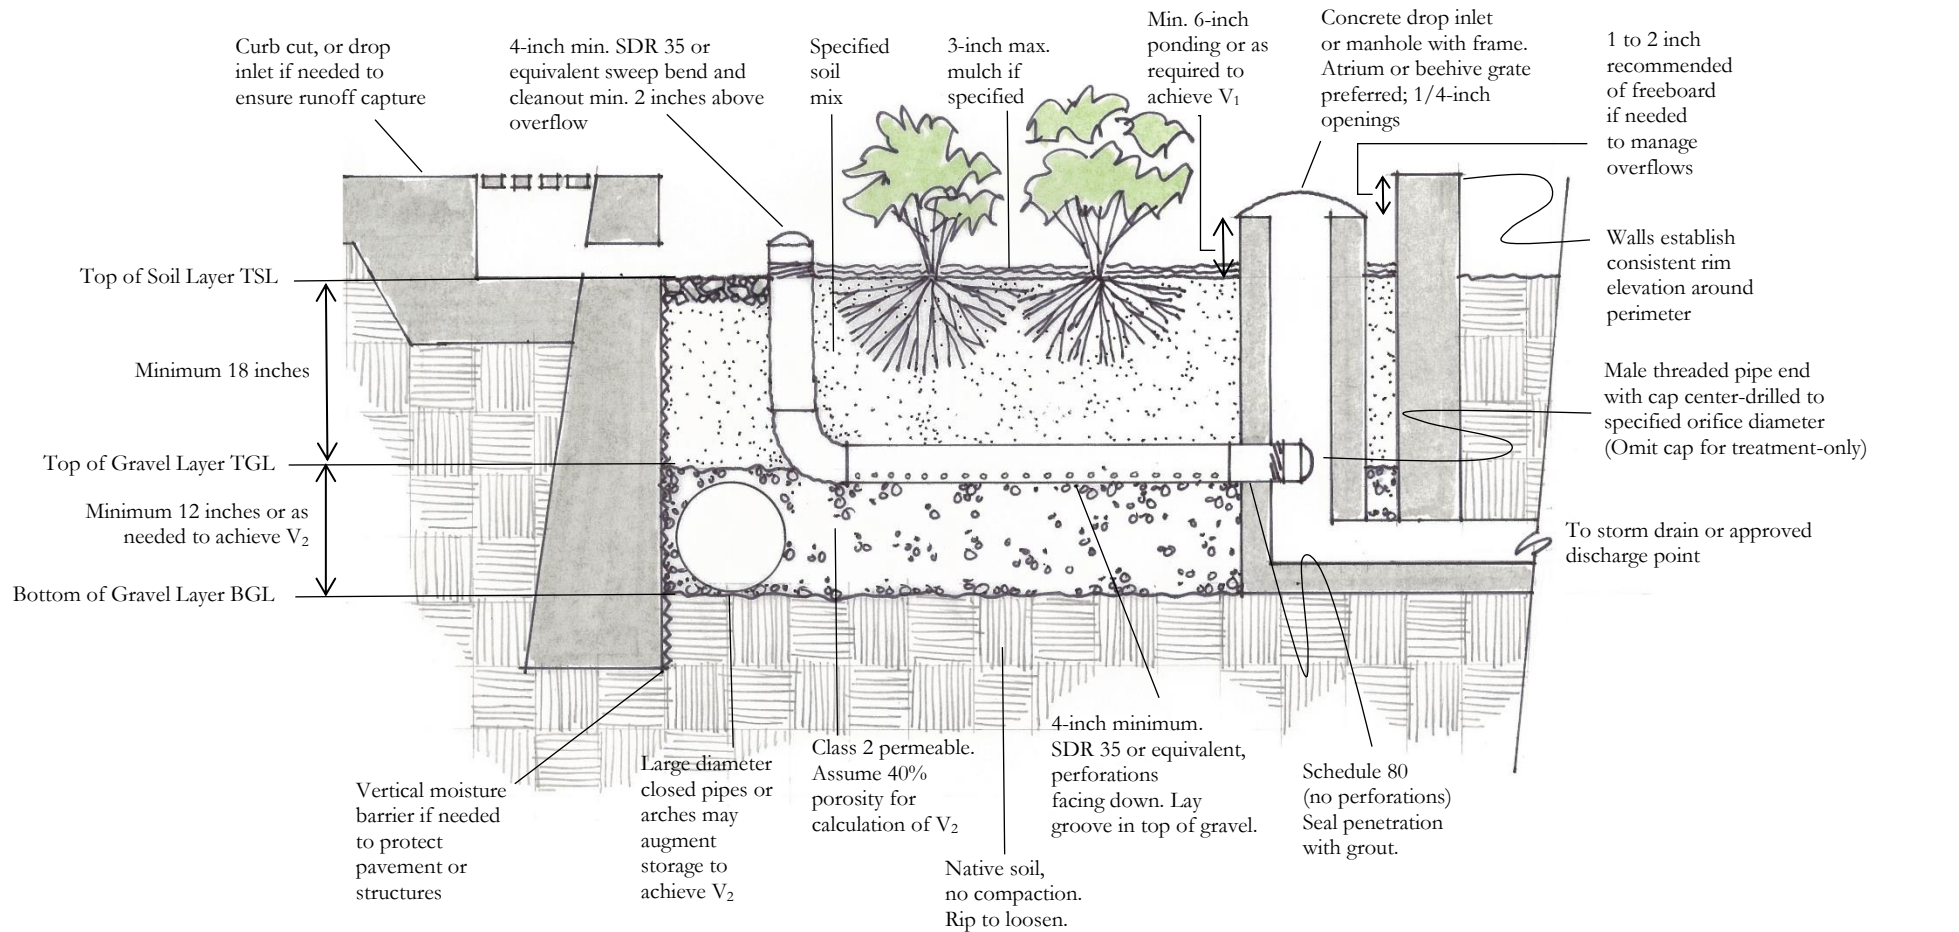 Curb cut, or drop
inlet if needed to
ensure runoff capture
4-inch min. SDR 35 or
equivalent sweep bend and
cleanout min. 2 inches above
overflow
Specified
soil
mix
3-inch max.
mulch if
specified
Min. 6-inch
ponding or as
required to
achieve V₁
Concrete drop inlet
or manhole with frame.
Atrium or beehive grate
preferred; 1/4-inch
openings
1 to 2 inch
recommended
of freeboard
if needed
to manage
overflows
Walls establish
consistent rim
elevation around
perimeter
Top of Soil Layer TSL
Minimum 18 inches
Male threaded pipe end
with cap center-drilled to
specified orifice diameter
(Omit cap for treatment-only)
Top of Gravel Layer TGL
Minimum 12 inches or as
needed to achieve V₂
To storm drain or approved
discharge point
Bottom of Gravel Layer BGL
Vertical moisture
barrier if needed
to protect
pavement or
structures
Large diameter
closed pipes or
arches may
augment
storage to
achieve V₂
Class 2 permeable.
Assume 40%
porosity for
calculation of V₂
Native soil,
no compaction.
Rip to loosen.
4-inch minimum.
SDR 35 or equivalent,
perforations
facing down. Lay
groove in top of gravel.
Schedule 80
(no perforations)
Seal penetration
with grout.